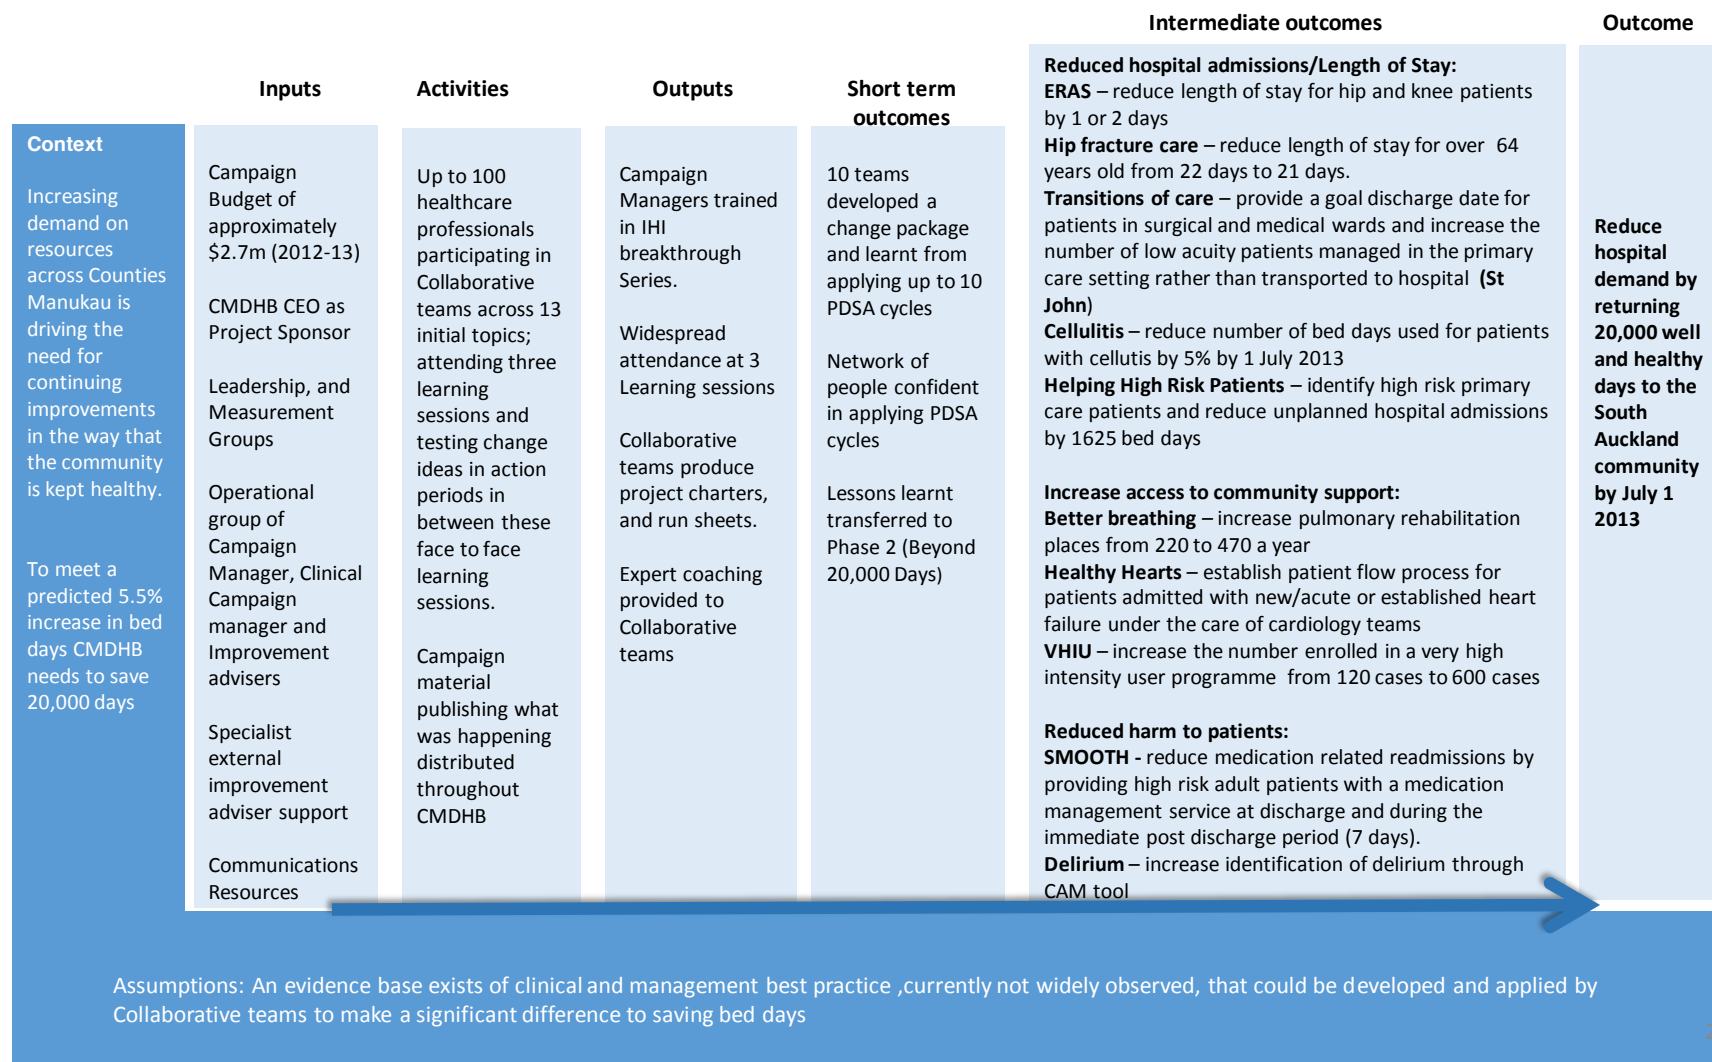 Context
Increasing
demand on
resources
across Counties
Manukau is
driving the
need for
continuing
improvements
in the way that
the community
is kept healthy.
To meet a
predicted 5.5%
increase in bed
days CMDHB
needs to save
20,000 days
Inputs
Campaign
Budget of
approximately
$2.7m (2012-13)
CMDHB CEO as
Project Sponsor
Leadership, and
Measurement
Groups
Operational
group of
Campaign
Manager, Clinical
Campaign
manager and
Improvement
advisers
Specialist
external
improvement
adviser support
Communications
Resources
Activities
Up to 100
healthcare
professionals
participating in
Collaborative
teams across 13
initial topics;
attending three
learning
sessions and
testing change
ideas in action
periods in
between these
face to face
learning
sessions.
Campaign
material
publishing what
was happening
distributed
throughout
CMDHB
Outputs
Campaign
Managers trained
in IHI
breakthrough
Series.
Widespread
attendance at 3
Learning sessions
Collaborative
teams produce
project charters,
and run sheets.
Expert coaching
provided to
Collaborative
teams
Short term
outcomes
10 teams
developed a
change package
and learnt from
applying up to 10
PDSA cycles
Network of
people confident
in applying PDSA
cycles
Lessons learnt
transferred to
Phase 2 (Beyond
20,000 Days)
Intermediate outcomes
Reduced hospital admissions/Length of Stay:
ERAS – reduce length of stay for hip and knee patients
by 1 or 2 days
Hip fracture care – reduce length of stay for over 64
years old from 22 days to 21 days.
Transitions of care – provide a goal discharge date for
patients in surgical and medical wards and increase the
number of low acuity patients managed in the primary
care setting rather than transported to hospital (St
John)
Cellulitis – reduce number of bed days used for patients
with cellutis by 5% by 1 July 2013
Helping High Risk Patients – identify high risk primary
care patients and reduce unplanned hospital admissions
by 1625 bed days
Increase access to community support:
Better breathing – increase pulmonary rehabilitation
places from 220 to 470 a year
Healthy Hearts – establish patient flow process for
patients admitted with new/acute or established heart
failure under the care of cardiology teams
VHIU – increase the number enrolled in a very high
intensity user programme from 120 cases to 600 cases
Reduced harm to patients:
SMOOTH - reduce medication related readmissions by
providing high risk adult patients with a medication
management service at discharge and during the
immediate post discharge period (7 days).
Delirium – increase identification of delirium through
CAM tool
Outcome
Reduce
hospital
demand by
returning
20,000 well
and healthy
days to the
South
Auckland
community
by July 1
2013
Assumptions: An evidence base exists of clinical and management best practice ,currently not widely observed, that could be developed and applied by
Collaborative teams to make a significant difference to saving bed days